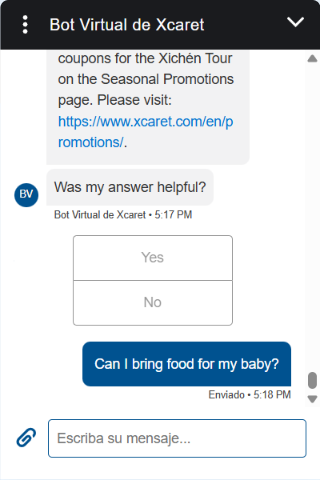 Bot Virtual de Xcaret
coupons for the Xichén Tour
on the Seasonal Promotions
page. Please visit:
https://www.xcaret.com/en/p
romotions/.
BV
Was my answer helpful?
Bot Virtual de Xcaret • 5:17 PM
Yes
No
Can I bring food for my baby?
Enviado • 5:18 PM
Escriba su mensaje...